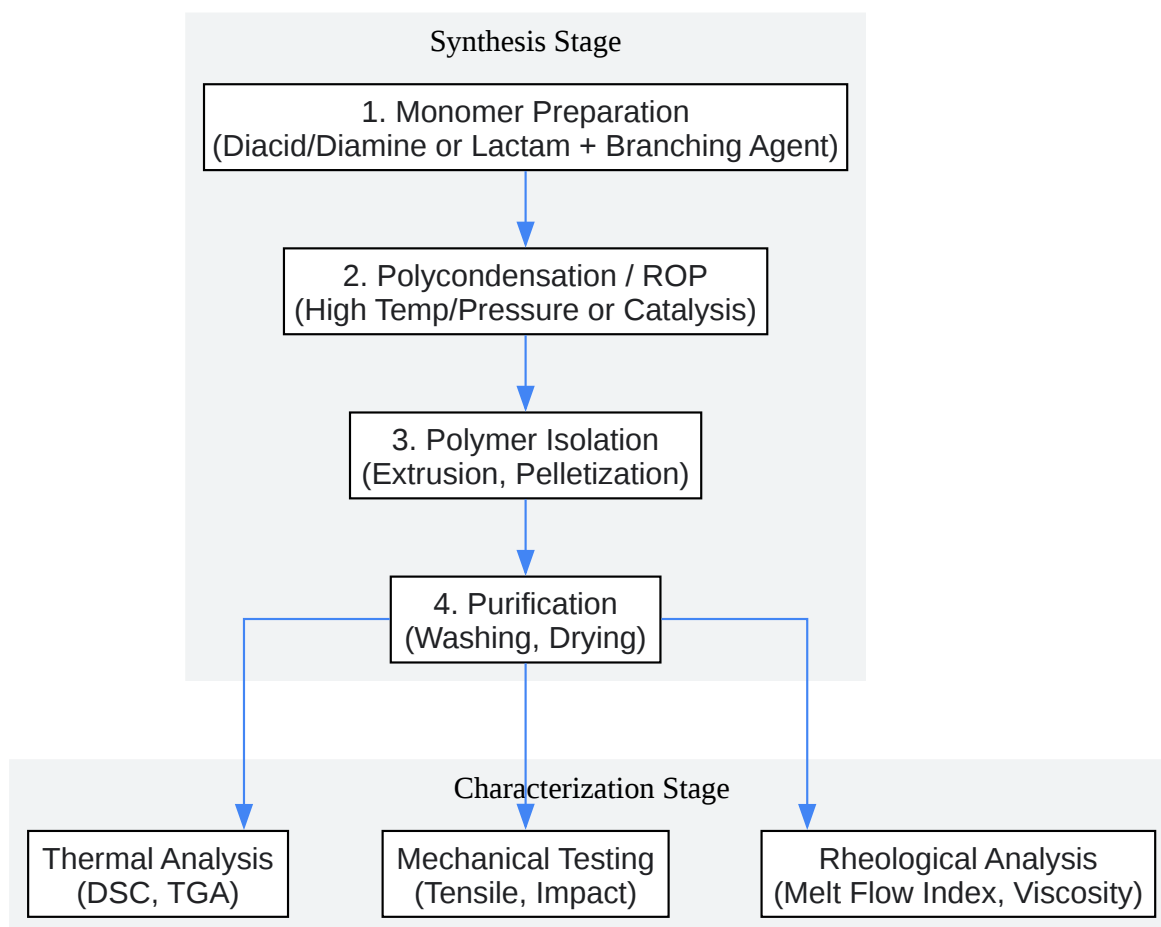 Synthesis Stage
1. Monomer Preparation
(Diacid/Diamine or Lactam + Branching Agent)
2. Polycondensation / ROP
(High Temp/Pressure or Catalysis)
3. Polymer Isolation
(Extrusion, Pelletization)
4. Purification
(Washing, Drying)
Characterization Stage
Thermal Analysis
(DSC, TGA)
Mechanical Testing
(Tensile, Impact)
Rheological Analysis
(Melt Flow Index, Viscosity)